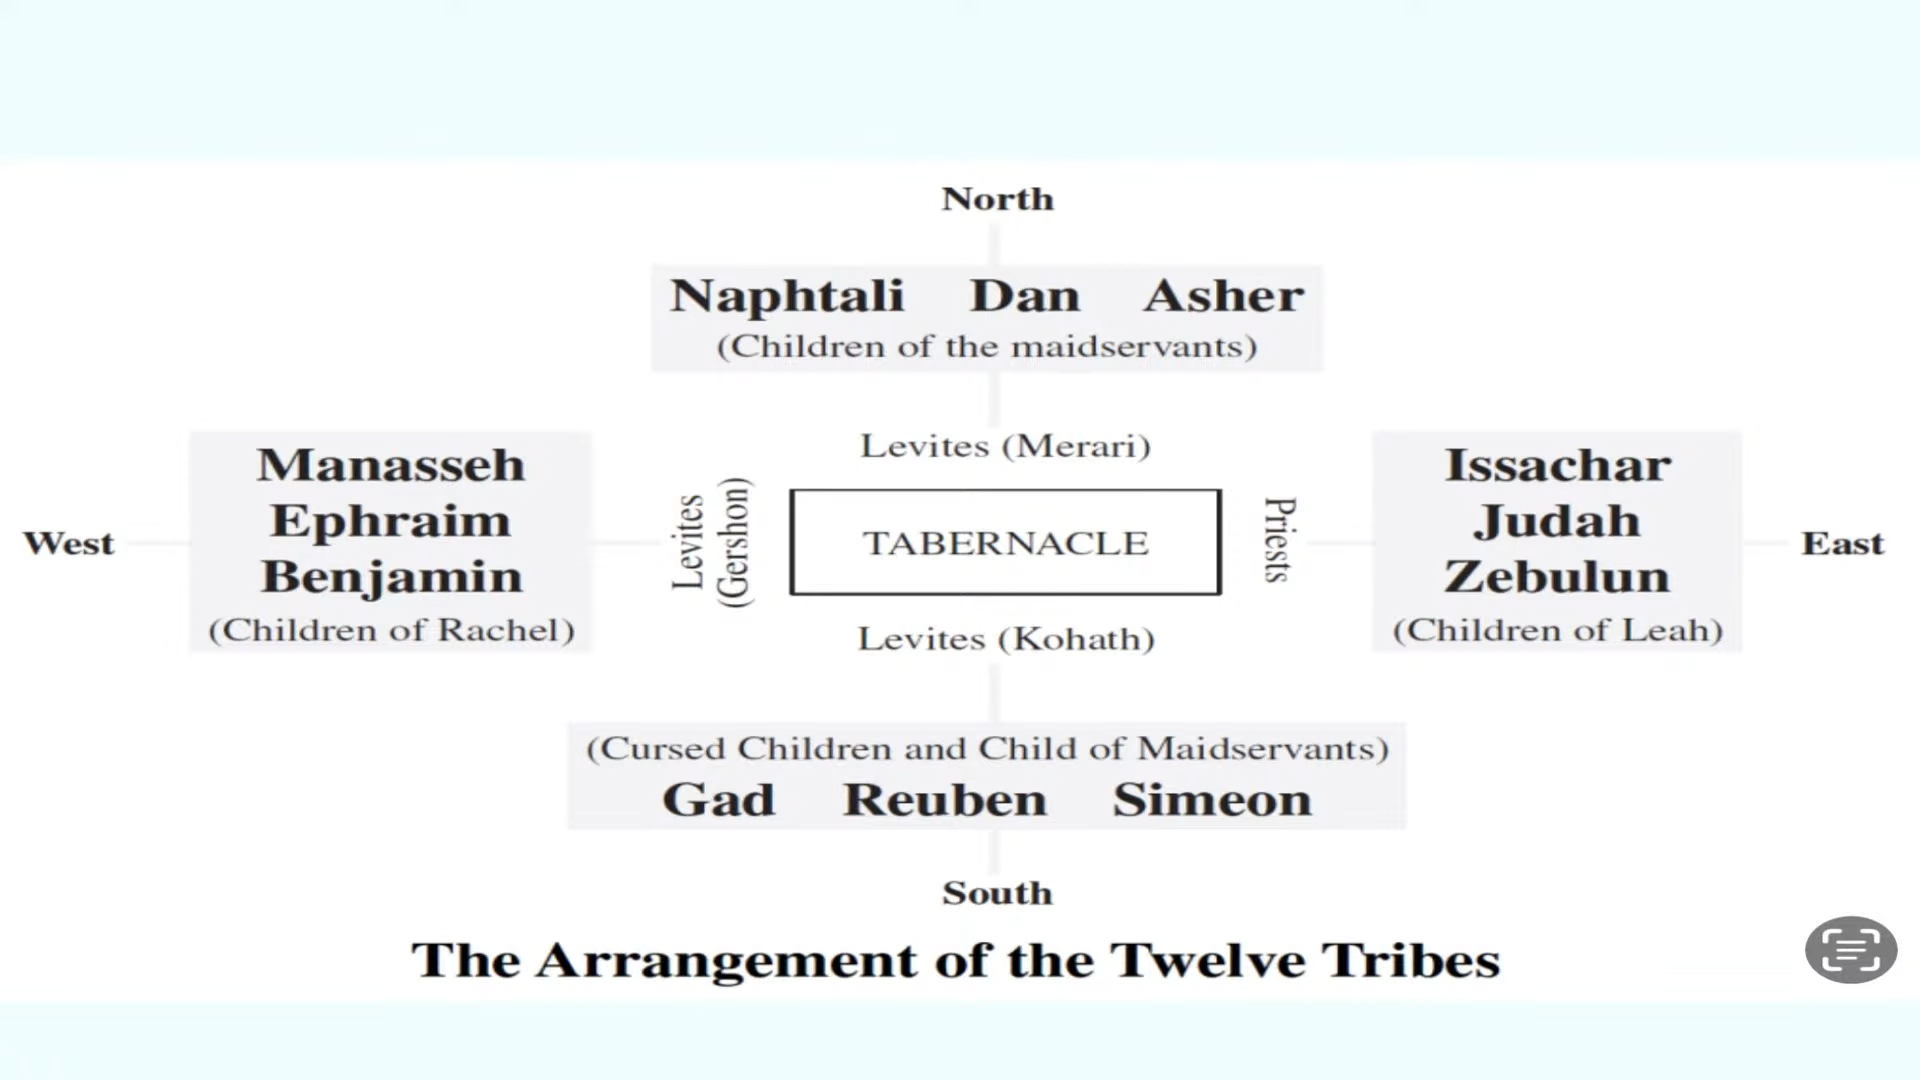 North
Naphtali Dan Asher
(Children of the maidservants)
Levites (Merari)
West
Manasseh
Ephraim
Benjamin
(Children of Rachel)
Levites
(Gershon)
TABERNACLE
Priests
Issachar
Judah
Zebulun
(Children of Leah)
East
Levites (Kohath)
(Cursed Children and Child of Maidservants)
Gad Reuben Simeon
South
The Arrangement of the Twelve Tribes